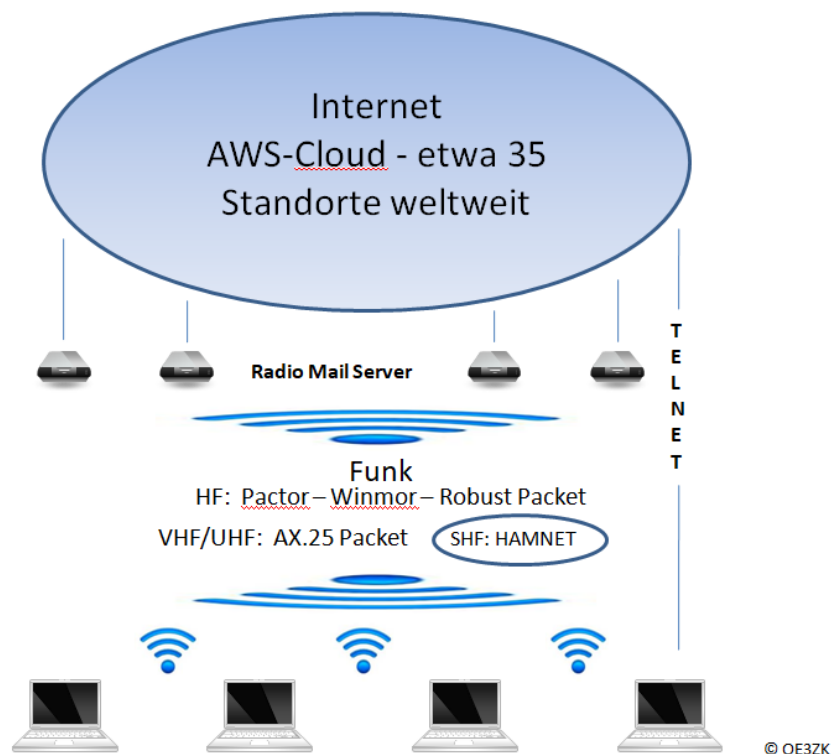 Internet
AWS-Cloud - etwa 35
Standorte weltweit
Radio Mail Server
TELNET
Funk
HF: Pactor – Winmor – Robust Packet
VHF/UHF: AX.25 Packet
SHF: HAMNET
© OE3ZK